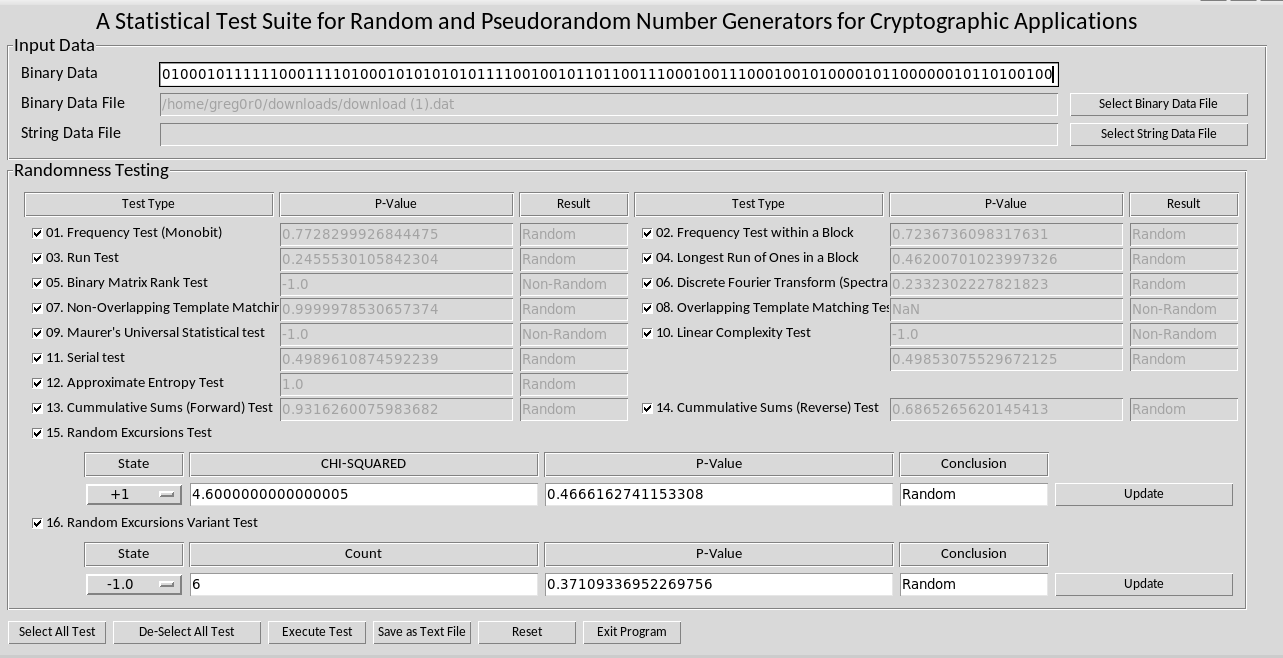 A Statistical Test Suite for Random and Pseudorandom Number Generators for Cryptographic Applications
Input Data
Binary Data 0100010111111100011110100010101010101111001001011011001110001001110001001010000101100000010110100100
Binary Data File /home/greg0r0/downloads/download (1).dat Select Binary Data File
String Data File Select String Data File
Randomness Testing
Test Type P-Value Result Test Type P-Value Result
01. Frequency Test (Monobit) 0.7728299926844475 Random 02. Frequency Test within a Block 0.7236736098317631 Random
03. Run Test 0.2455530105842304 Random 04. Longest Run of Ones in a Block 0.46200701023997326 Random
05. Binary Matrix Rank Test -1.0 Non-Random 06. Discrete Fourier Transform (Spectra 0.2332302227821823 Random
07. Non-Overlapping Template Matchin 0.9999978530657374 Random 08. Overlapping Template Matching Tes NaN Non-Random
09. Maurer's Universal Statistical test -1.0 Non-Random 10. Linear Complexity Test -1.0 Non-Random
11. Serial test 0.4989610874592239 Random 0.49853075529672125 Random
12. Approximate Entropy Test 1.0 Random
13. Cummulative Sums (Forward) Test 0.9316260075983682 Random 14. Cummulative Sums (Reverse) Test 0.6865265620145413 Random
15. Random Excursions Test
State CHI-SQUARED P-Value Conclusion
+1 4.6000000000000005 0.4666162741153308 Random Update
16. Random Excursions Variant Test
State Count P-Value Conclusion
-1.0 6 0.37109336952269756 Random Update
Select All Test De-Select All Test Execute Test Save as Text File Reset Exit Program